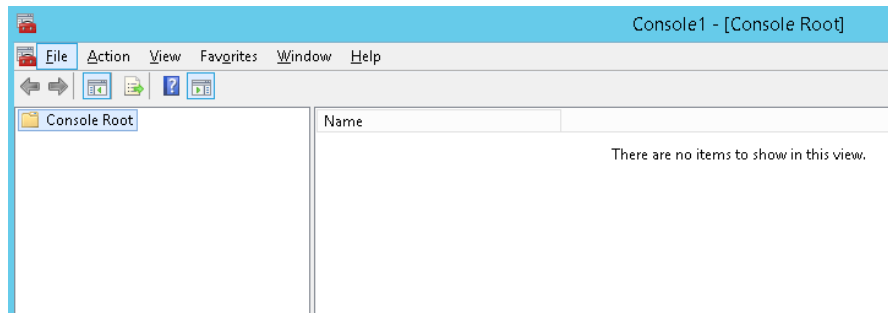 Console1 - [Console Root]
File Action View Favorites Window Help
Console Root
Name
There are no items to show in this view.